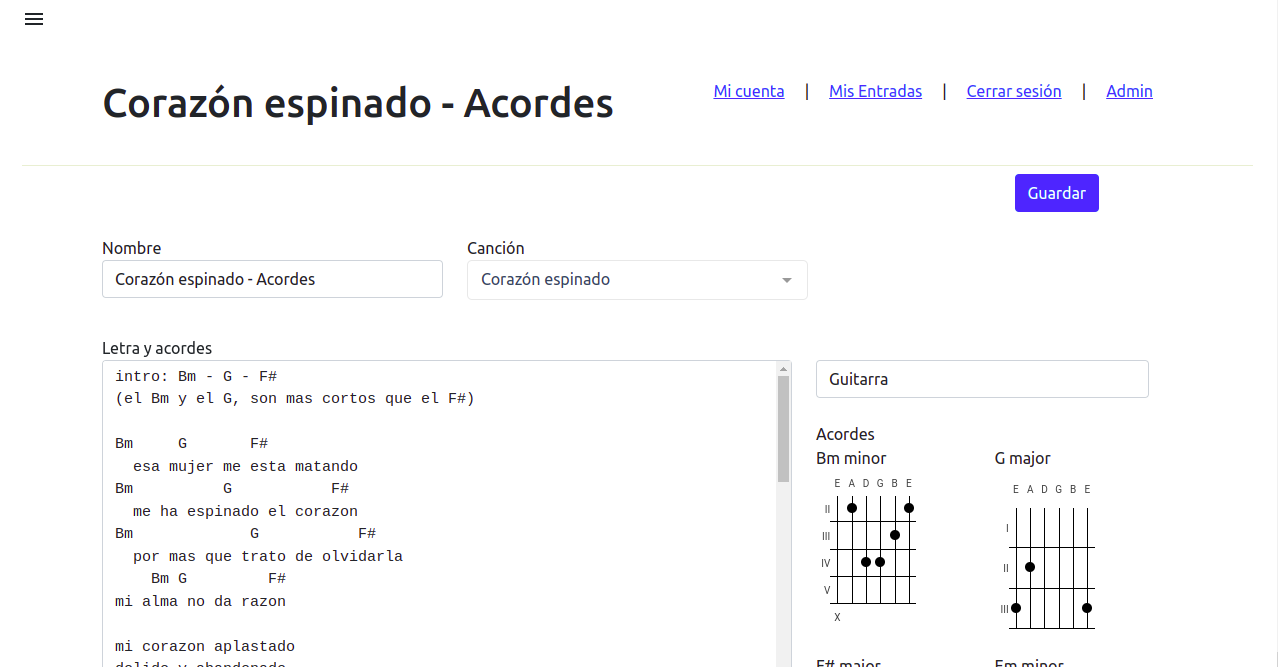 Corazón espinado - Acordes
Mi cuenta | Mis Entradas | Cerrar sesión | Admin
Guardar
Nombre
Corazón espinado - Acordes
Canción
Corazón espinado
Letra y acordes
intro: Bm - G - F#
(el Bm y el G, son mas cortos que el F#)
Bm     G       F#
  esa mujer me esta matando
Bm          G           F#
  me ha espinado el corazon
Bm             G           F#
  por mas que trato de olvidarla
    Bm G         F#
mi alma no da razon
mi corazon aplastado
dolido y abandonado
Guitarra
Acordes
Bm minor
E A D G B E
II
III
IV
V
X
G major
E A D G B E
I
II
III
F# major
Em minor